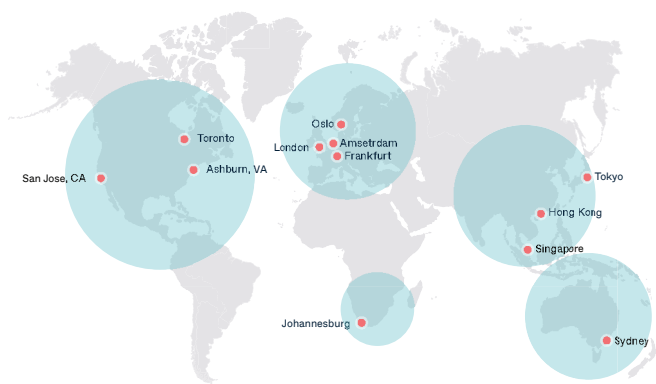 Oslo
Toronto
Amsetrdam
London
Frankfurt
Ashburn, VA
San Jose, CA
Tokyo
Hong Kong
Singapore
Johannesburg
Sydney